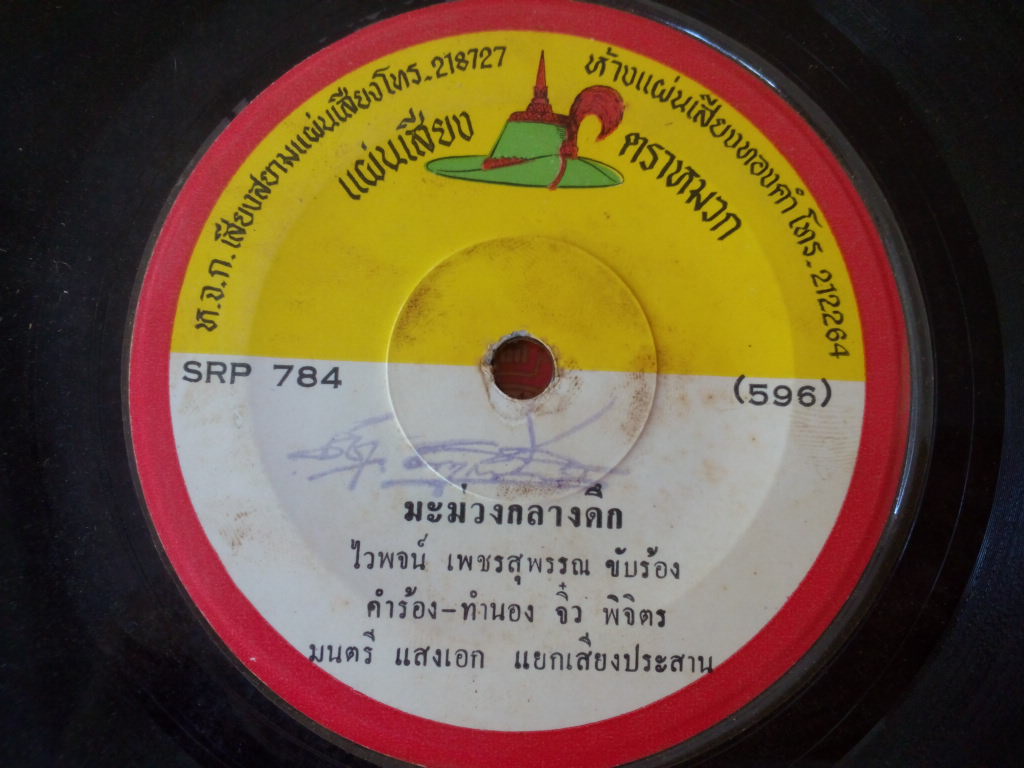 ห.จ.ก. เสียงสยามแผ่นเสียงโทร. 218727
ห้างแผ่นเสียงทองคำ โทร. 212264
แผ่นเสียง
ตราหมวก
SRP 784
(596)
มะม่วงกลางดึก
ไวพจน์ เพชรสุพรรณ ขับร้อง
คำร้อง-ทำนอง จิ๋ว พิจิตร
มนตรี แสงเอก แยกเสียงประสาน